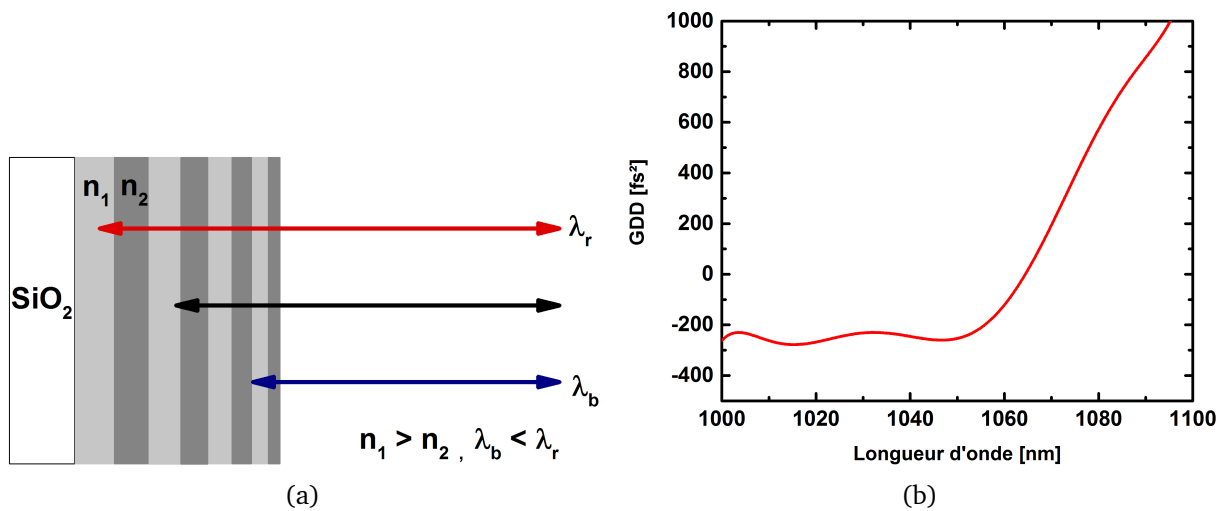 SiO₂
n₁ n₂
λᵣ
λb
n₁ > n₂ , λb < λᵣ
(a)
1000
800
600
400
200
0
-200
-400
GDD [fs²]
1000 1020 1040 1060 1080 1100
Longueur d'onde [nm]
(b)